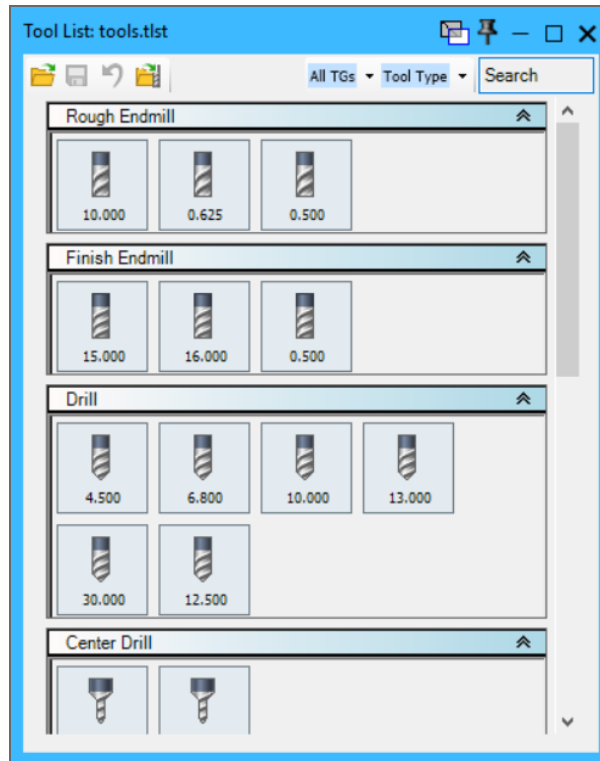 Tool List: tools.tlst
All TGs Tool Type Search
Rough Endmill
10.000 0.625 0.500
Finish Endmill
15.000 16.000 0.500
Drill
4.500 6.800 10.000 13.000
30.000 12.500
Center Drill